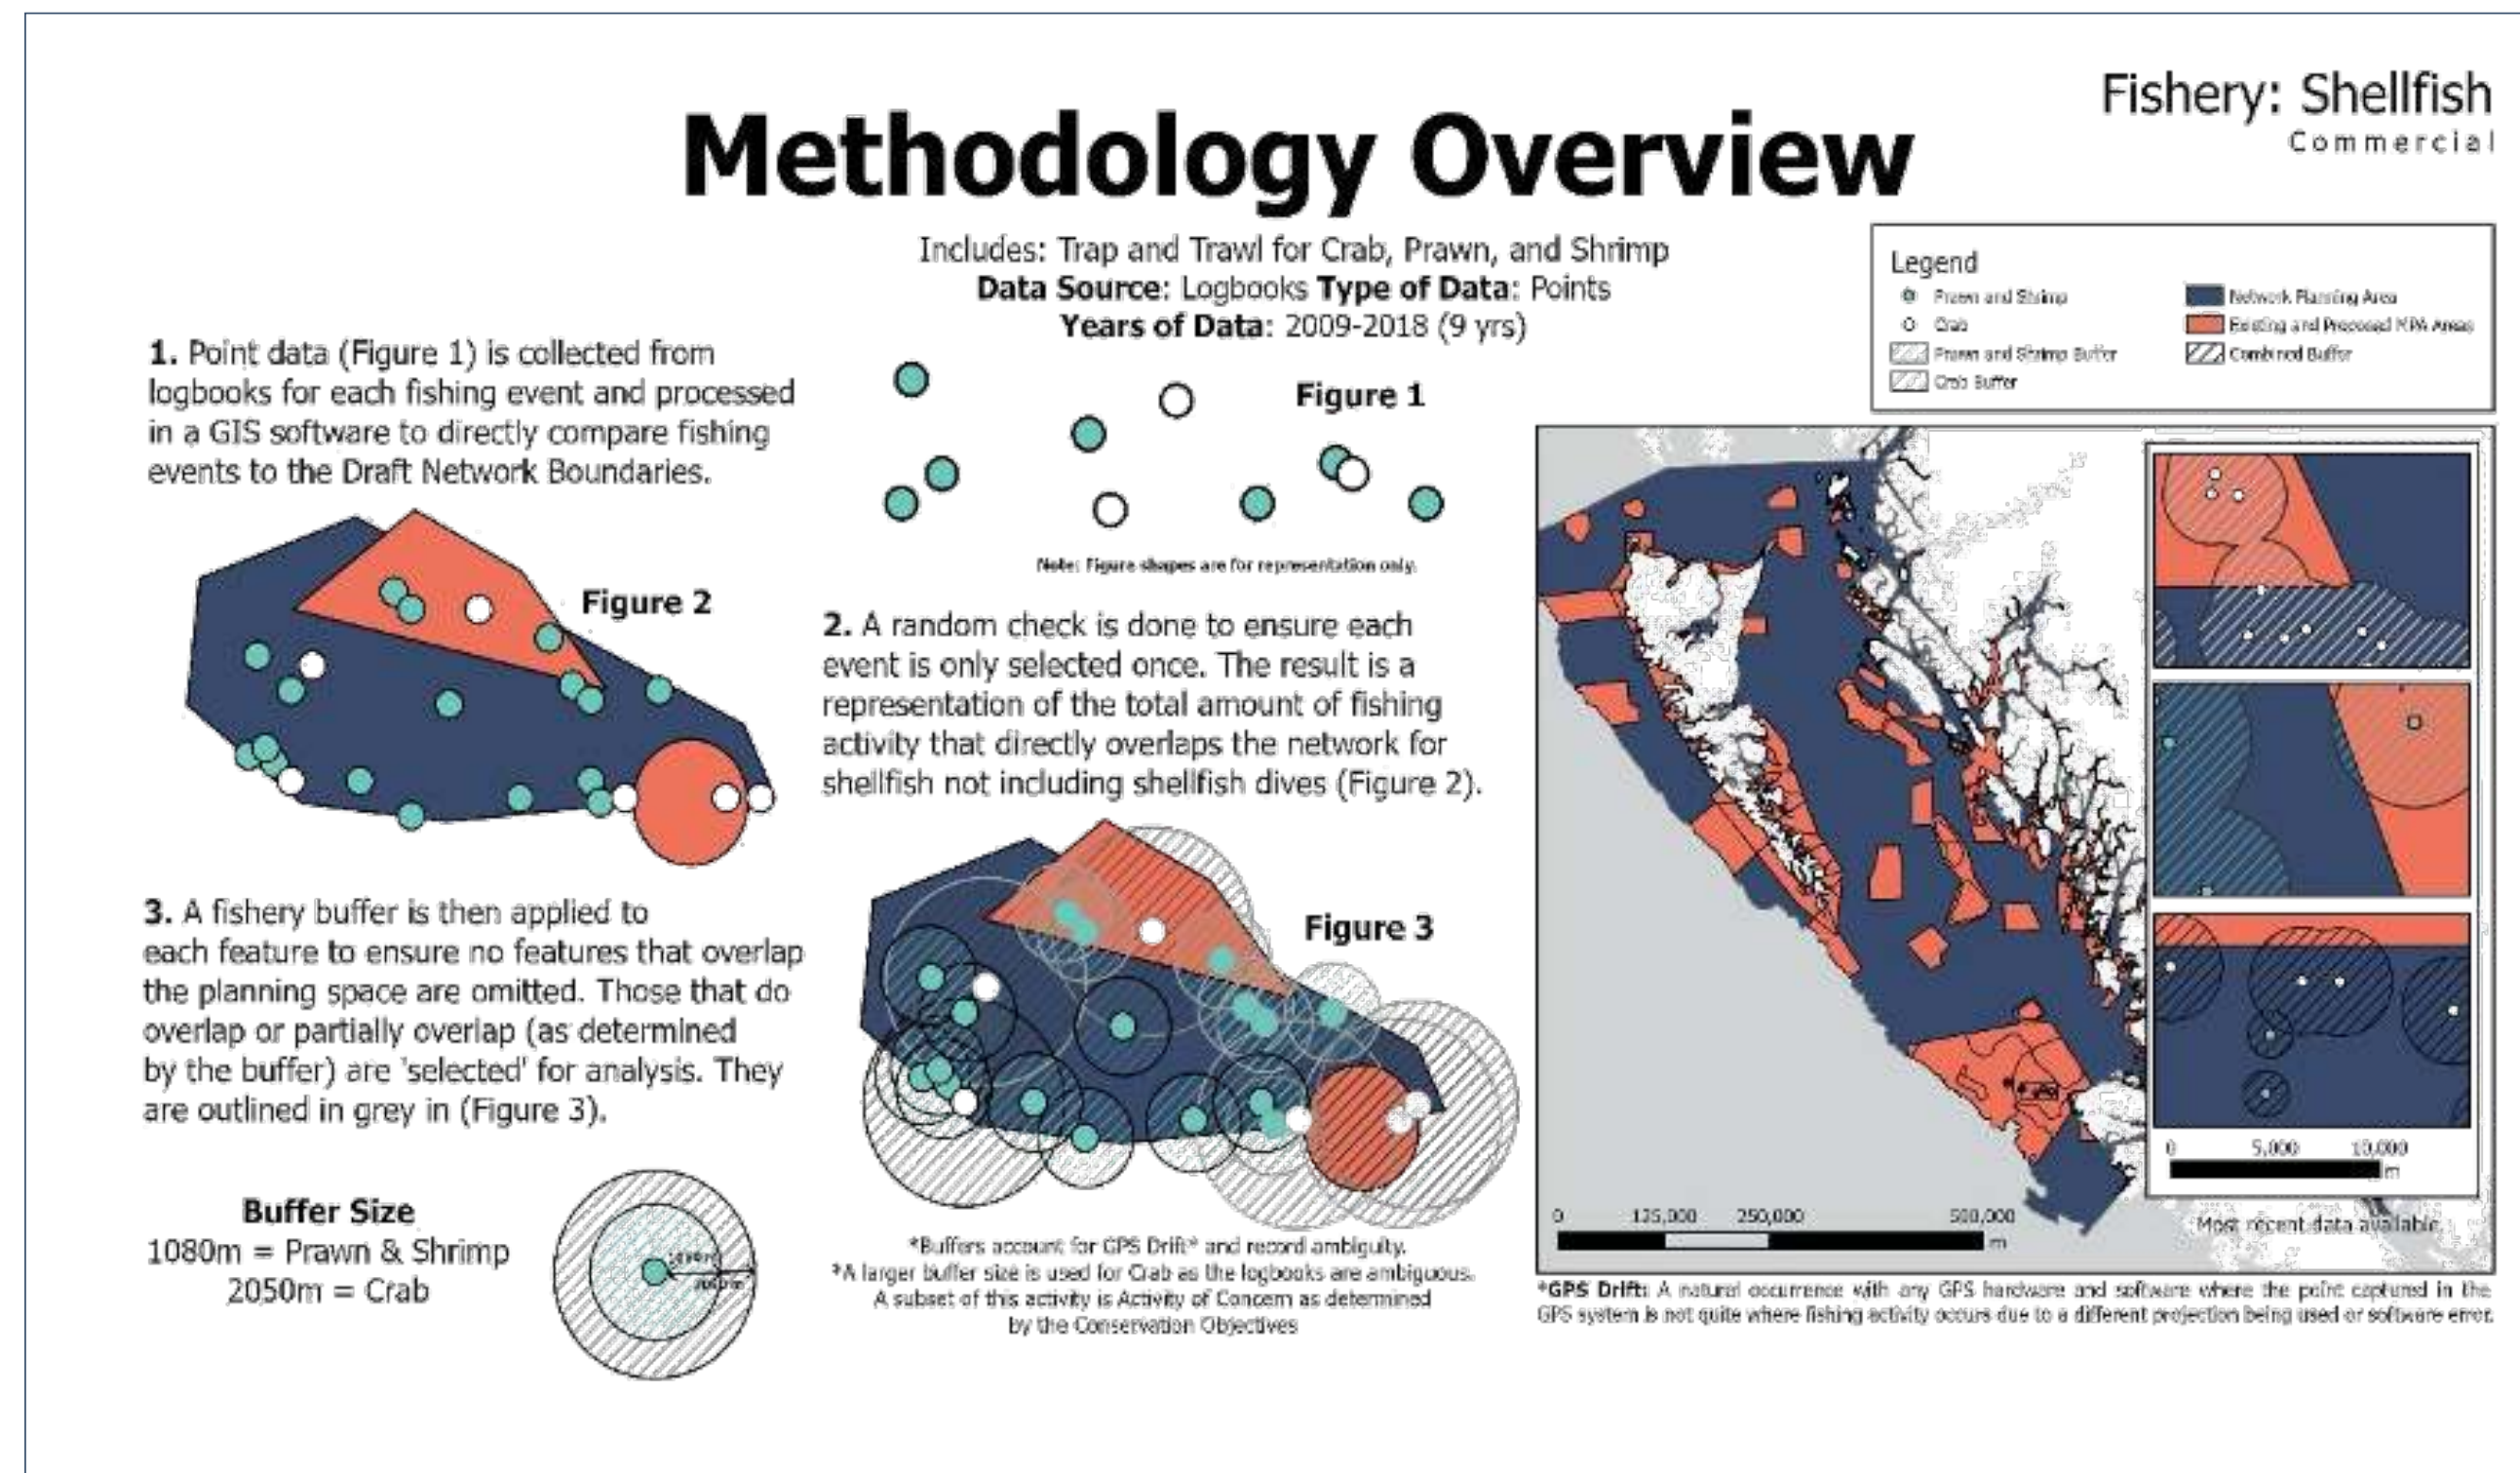 Fishery: Shellfish
Commercial
Methodology Overview
Includes: Trap and Trawl for Crab, Prawn, and Shrimp
Data Source: Logbooks Type of Data: Points
Years of Data: 2009-2018 (9 yrs)
Legend
Prawn and Shrimp
Crab
Prawn and Shrimp Buffer
Crab Buffer
Network Planning Area
Existing and Proposed MPA Areas
Combined Buffer
1. Point data (Figure 1) is collected from
logbooks for each fishing event and processed
in a GIS software to directly compare fishing
events to the Draft Network Boundaries.
Figure 1
Note: Figure shapes are for representation only.
Figure 2
2. A random check is done to ensure each
event is only selected once. The result is a
representation of the total amount of fishing
activity that directly overlaps the network for
shellfish not including shellfish dives (Figure 2).
3. A fishery buffer is then applied to
each feature to ensure no features that overlap
the planning space are omitted. Those that do
overlap or partially overlap (as determined
by the buffer) are 'selected' for analysis. They
are outlined in grey in (Figure 3).
Figure 3
Buffer Size
1080m = Prawn & Shrimp
2050m = Crab
*Buffers account for GPS Drift* and record ambiguity.
*A larger buffer size is used for Crab as the logbooks are ambiguous.
A subset of this activity is Activity of Concern as determined
by the Conservation Objectives
0 5,000 10,000
m
0 125,000 250,000 500,000
m
Most recent data available.
*GPS Drift: A natural occurrence with any GPS hardware and software where the point captured in the
GPS system is not quite where fishing activity occurs due to a different projection being used or software error.